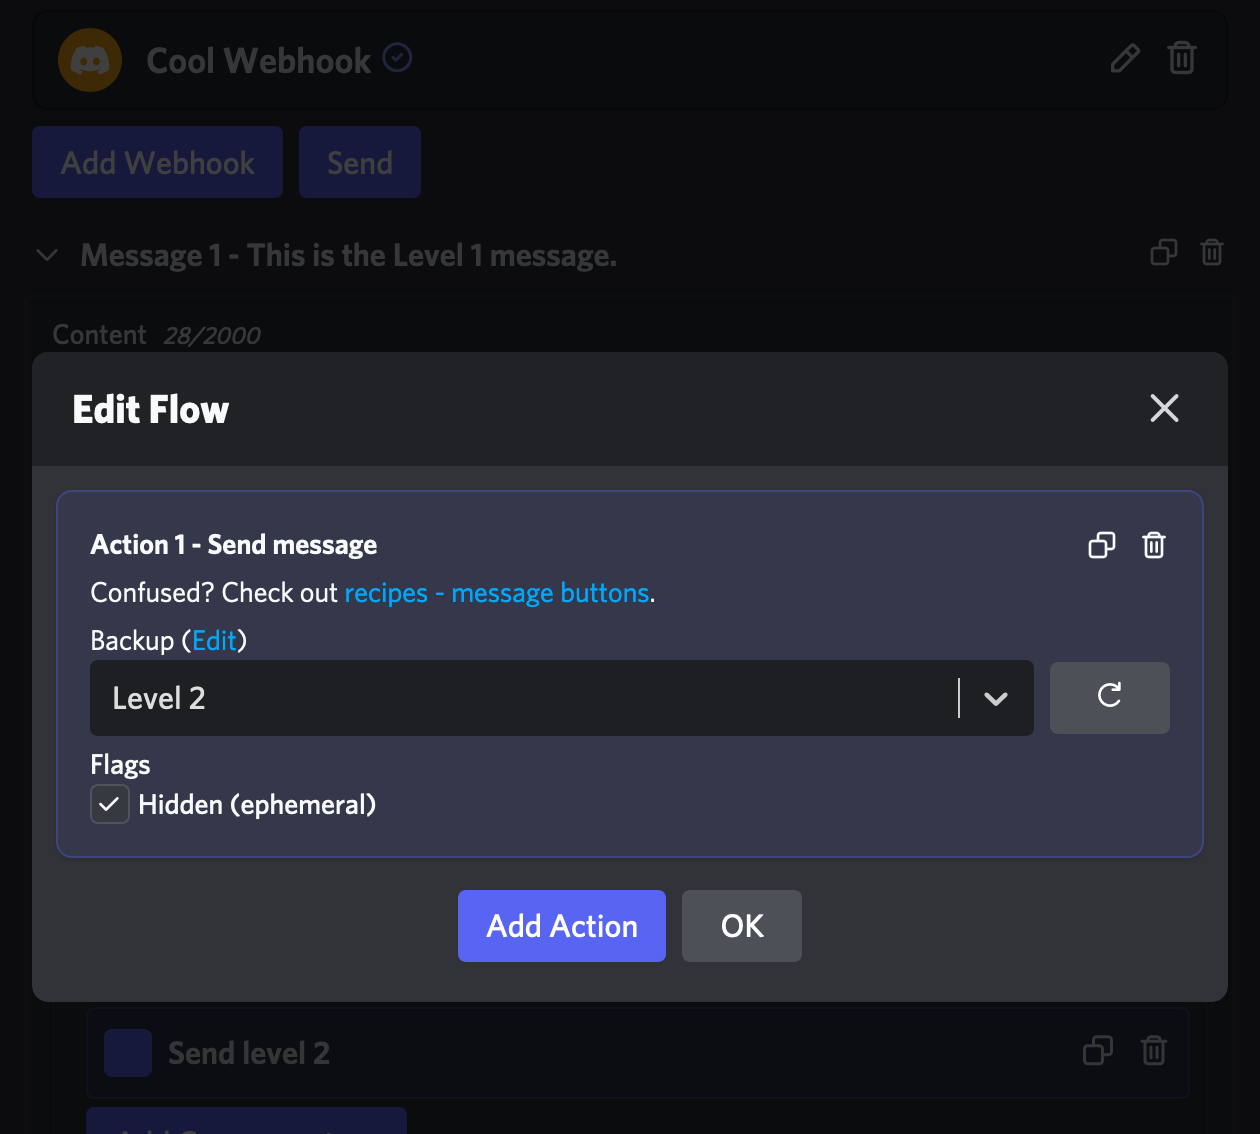 Cool Webhook
Add Webhook
Send
Message 1 - This is the Level 1 message.
Content 28/2000
Edit Flow
Action 1 - Send message
Confused? Check out recipes - message buttons.
Backup (Edit)
Level 2
Flags
Hidden (ephemeral)
Add Action
OK
Send level 2